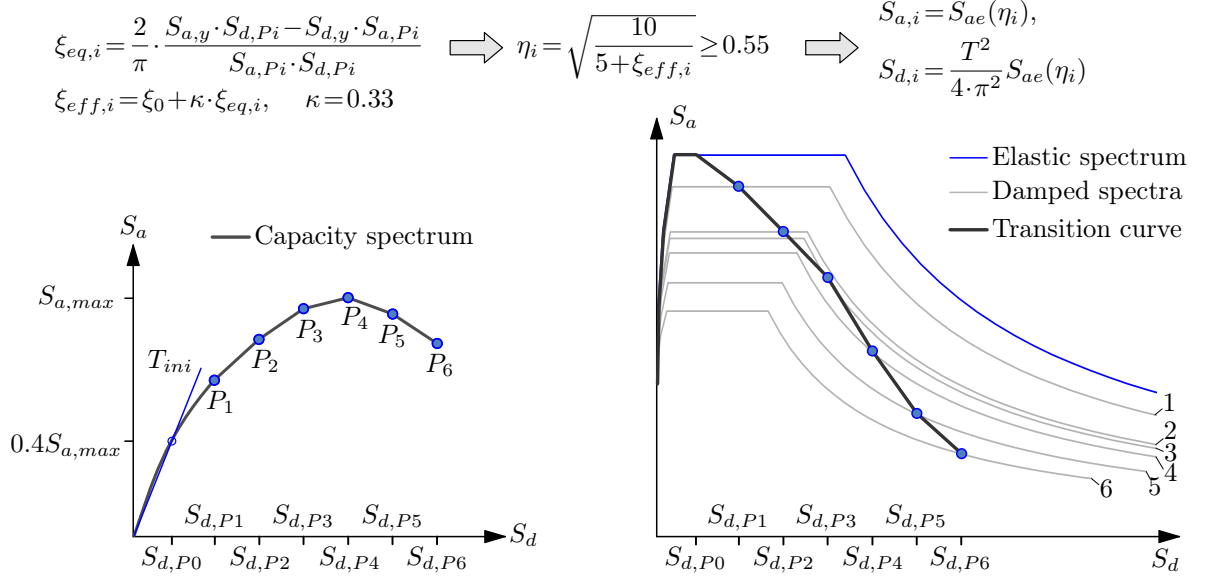 ξ_{eq,i} = 2/π · (S_{a,y}·S_{d,Pi} − S_{d,y}·S_{a,Pi}) / (S_{a,Pi}·S_{d,Pi})
ξ_{eff,i} = ξ_0 + κ·ξ_{eq,i}, κ = 0.33
η_i = √(10 / (5+ξ_{eff,i})) ≥ 0.55
S_{a,i} = S_{ae}(η_i),
S_{d,i} = T² / (4·π²) S_{ae}(η_i)
S_a
Capacity spectrum
S_{a,max}
0.4S_{a,max}
T_{ini}
P_1
P_2
P_3
P_4
P_5
P_6
S_{d,P1} S_{d,P3} S_{d,P5}
S_d
S_{d,P0} S_{d,P2} S_{d,P4} S_{d,P6}
S_a
Elastic spectrum
Damped spectra
Transition curve
1
2
3
4
5
6
S_{d,P1} S_{d,P3} S_{d,P5}
S_{d,P0} S_{d,P2} S_{d,P4} S_{d,P6}
S_d